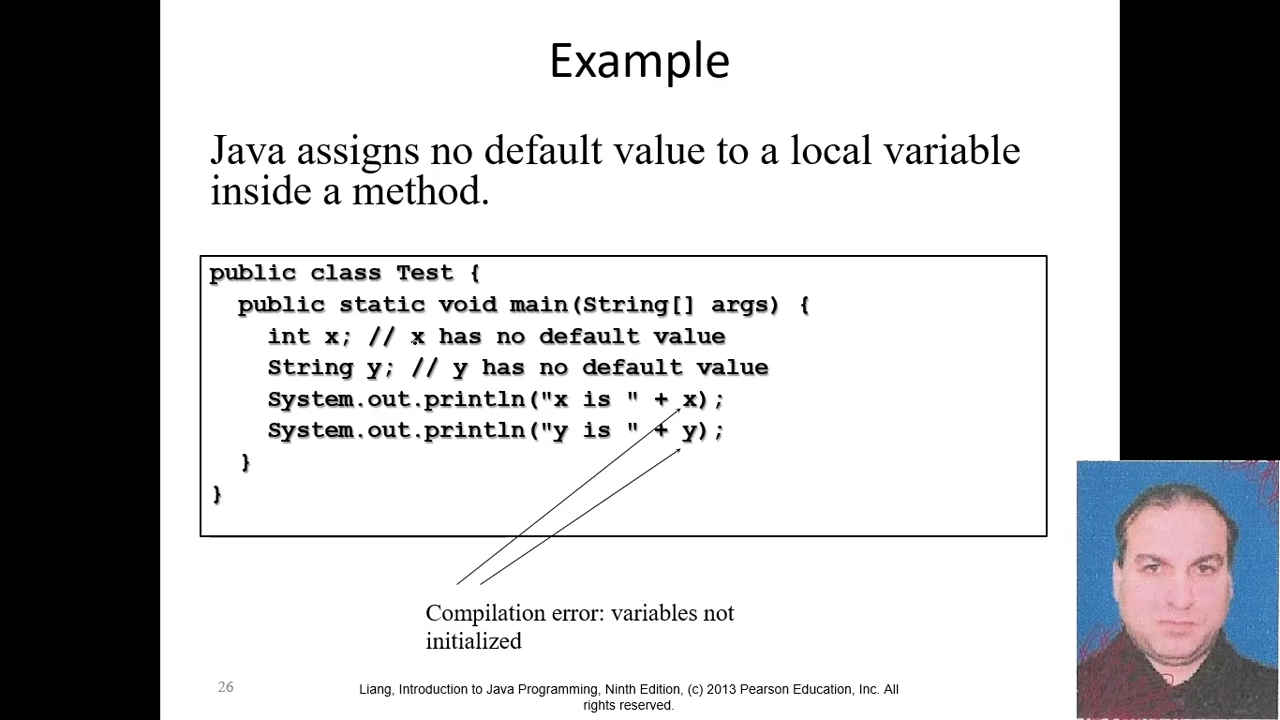 Example
Java assigns no default value to a local variable
inside a method.
public class Test {
  public static void main(String[] args) {
    int x; // x has no default value
    String y; // y has no default value
    System.out.println("x is " + x);
    System.out.println("y is " + y);
  }
}
Compilation error: variables not
initialized
26
Liang, Introduction to Java Programming, Ninth Edition, (c) 2013 Pearson Education, Inc. All
rights reserved.